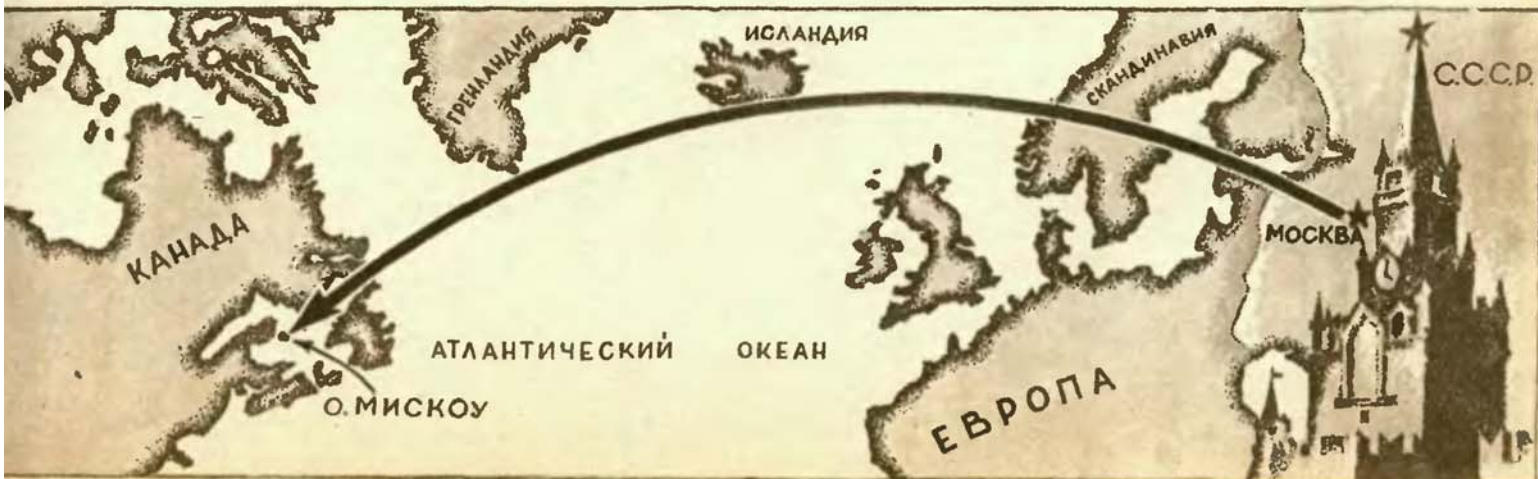 ГРЕНЛАНДИЯ
ИСЛАНДИЯ
СКАНДИНАВИЯ
С.С.С.Р.
КАНАДА
МОСКВА
АТЛАНТИЧЕСКИЙ ОКЕАН
О. МИСКОУ
ЕВРОПА